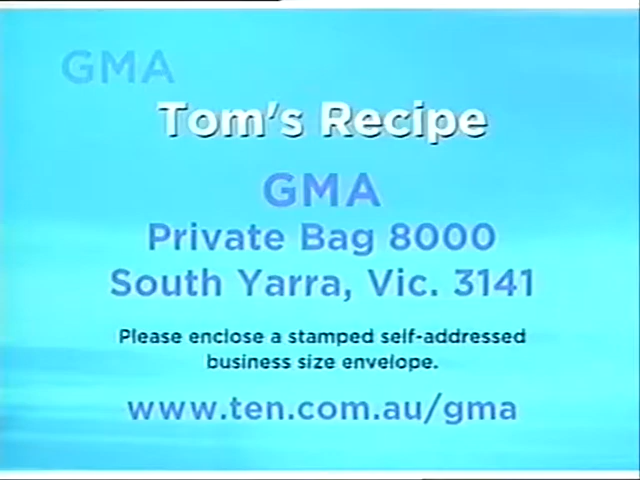 GMA
Tom's Recipe
GMA
Private Bag 8000
South Yarra, Vic. 3141
Please enclose a stamped self-addressed
business size envelope.
www.ten.com.au/gma